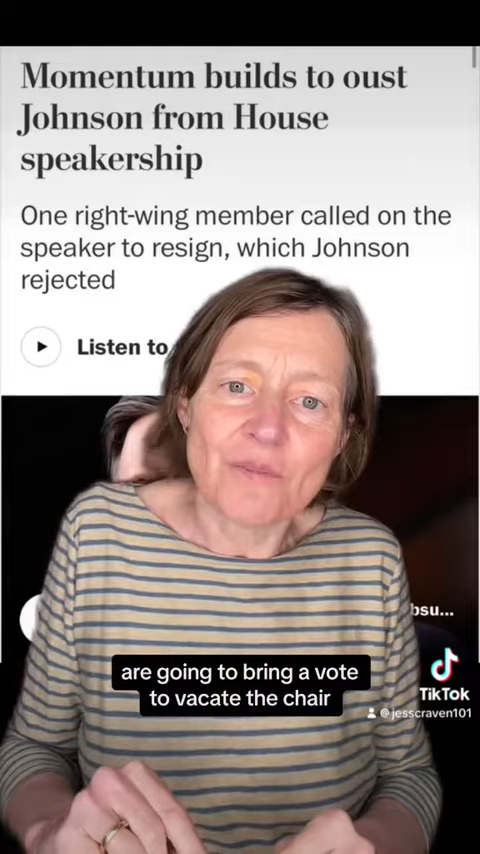 Momentum builds to oust
Johnson from House
speakership
One right-wing member called on the
speaker to resign, which Johnson
rejected
Listen to
bsu...
are going to bring a vote
to vacate the chair
TikTok
@jesscraven101